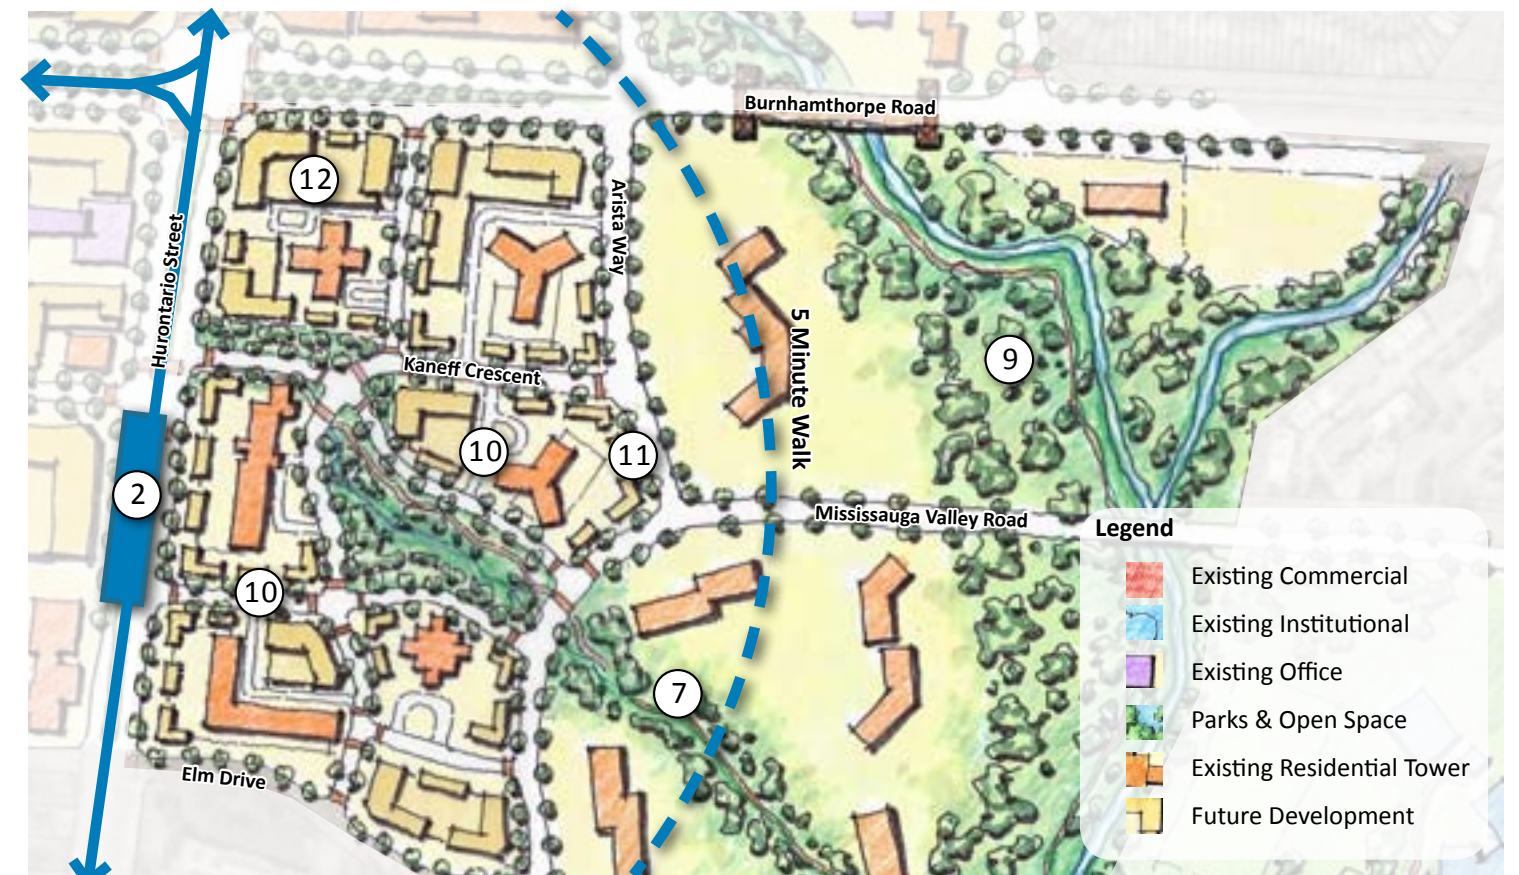 Burnhamthorpe Road
12
Arista Way
Hurontario Street
5 Minute Walk
Kaneff Crescent
9
10
11
2
Mississauga Valley Road
10
7
Elm Drive
Legend
Existing Commercial
Existing Institutional
Existing Office
Parks & Open Space
Existing Residential Tower
Future Development